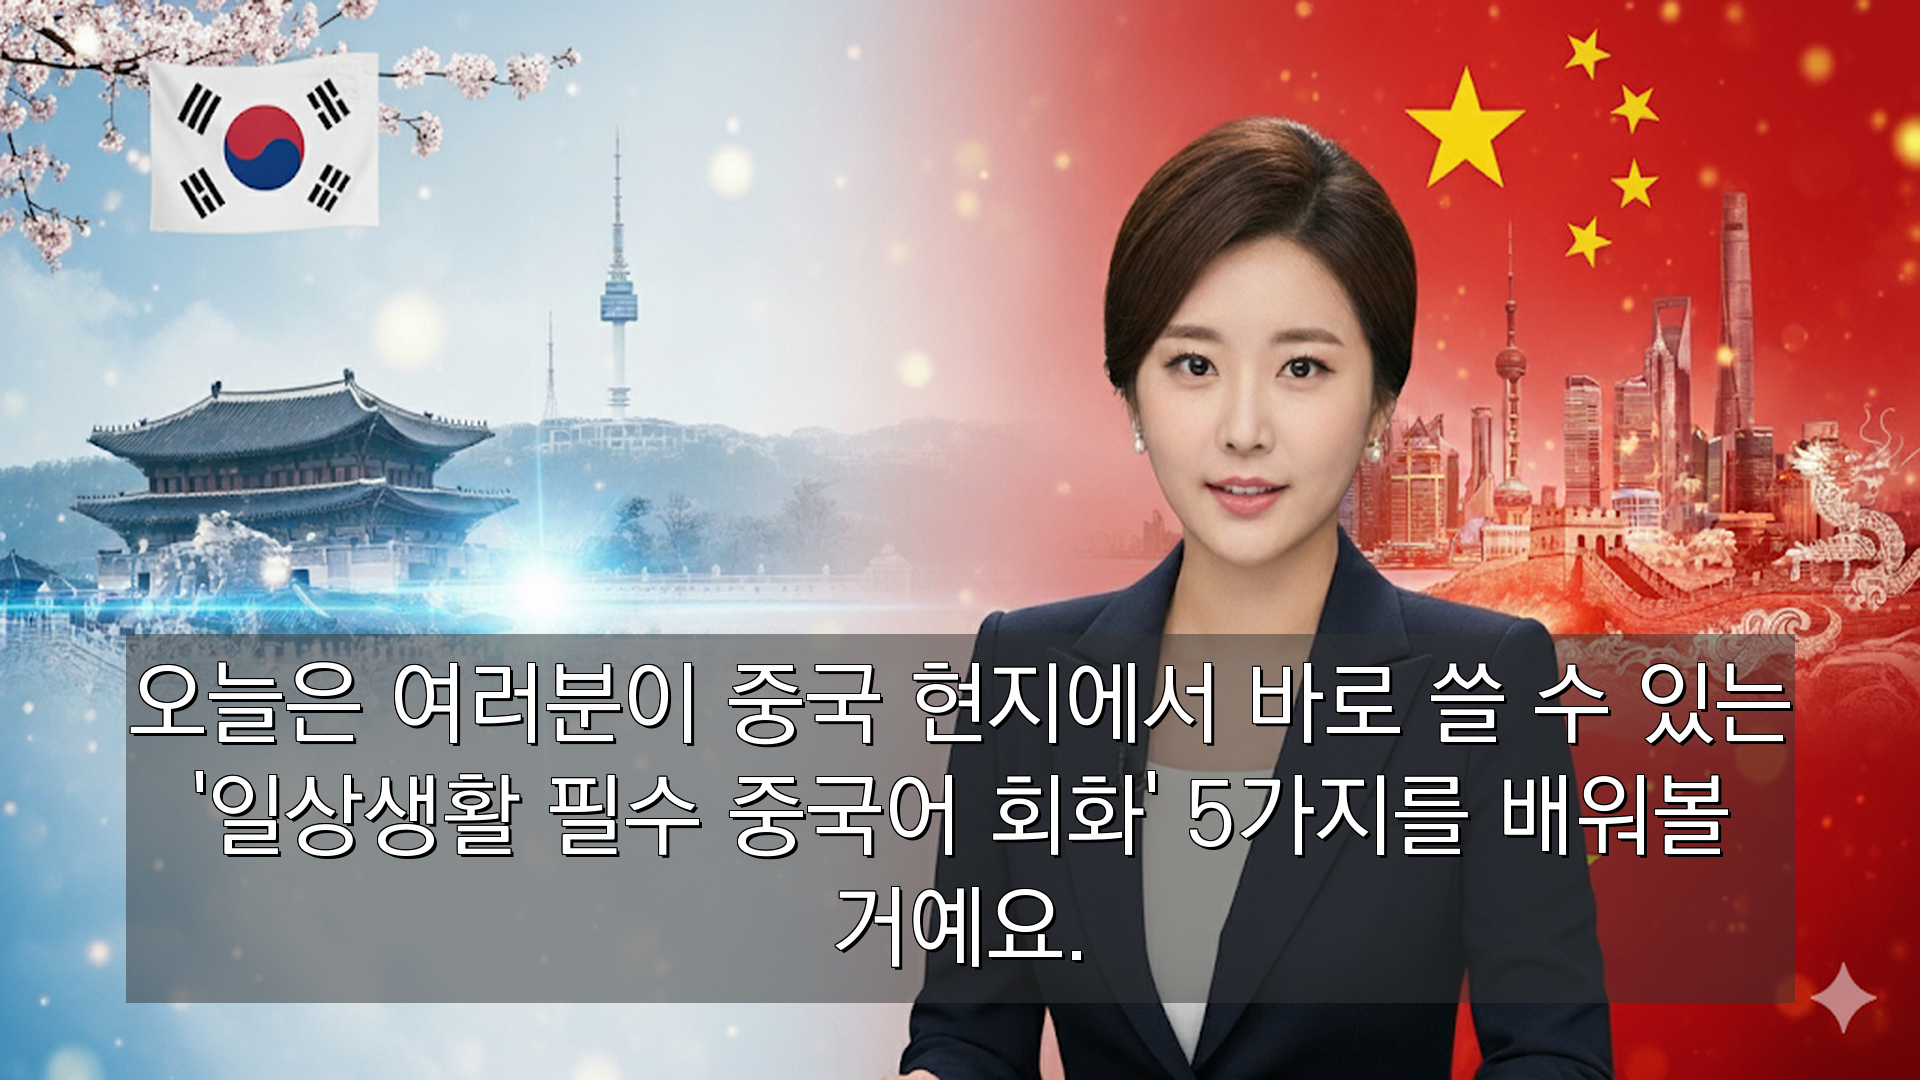 오늘은 여러분이 중국 현지에서 바로 쓸 수 있는
'일상생활 필수 중국어 회화' 5가지를 배워볼
거예요.